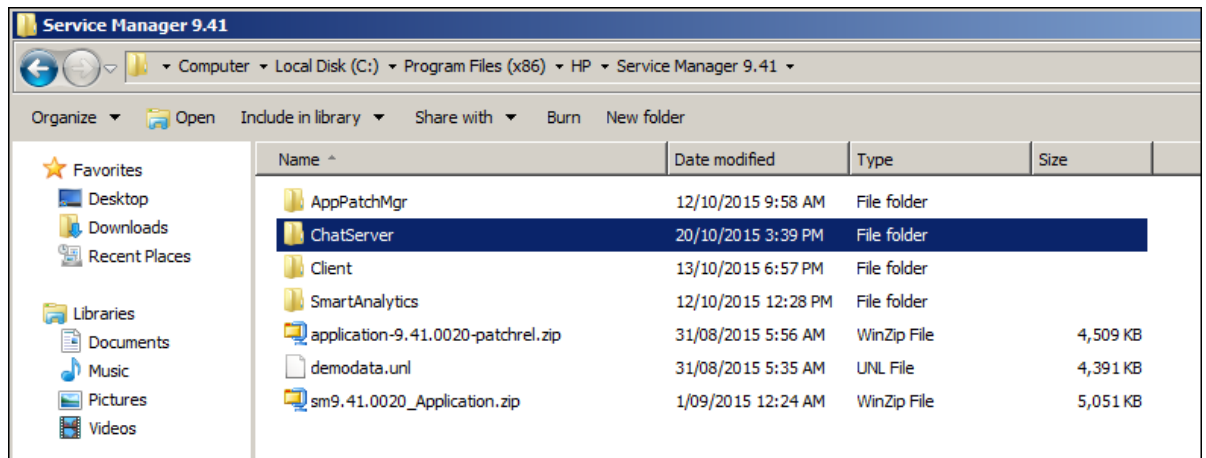 Service Manager 9.41
Computer Local Disk (C:) Program Files (x86) HP Service Manager 9.41
Organize Open Include in library Share with Burn New folder
Favorites
Desktop
Downloads
Recent Places
Libraries
Documents
Music
Pictures
Videos
Name Date modified Type Size
AppPatchMgr 12/10/2015 9:58 AM File folder
ChatServer 20/10/2015 3:39 PM File folder
Client 13/10/2015 6:57 PM File folder
SmartAnalytics 12/10/2015 12:28 PM File folder
application-9.41.0020-patchrel.zip 31/08/2015 5:56 AM WinZip File 4,509 KB
demodata.unl 31/08/2015 5:35 AM UNL File 4,391 KB
sm9.41.0020_Application.zip 1/09/2015 12:24 AM WinZip File 5,051 KB